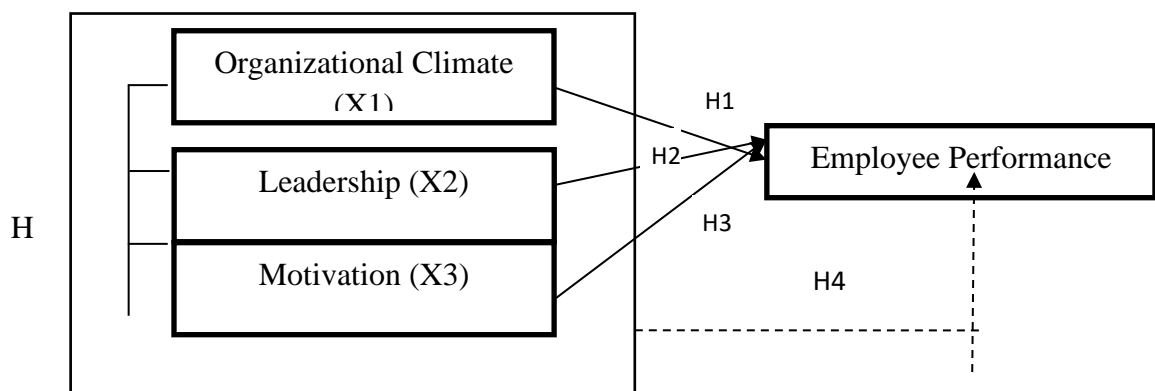 Organizational Climate
(X1)
H1
H2
Employee Performance
Leadership (X2)
H
H3
Motivation (X3)
H4